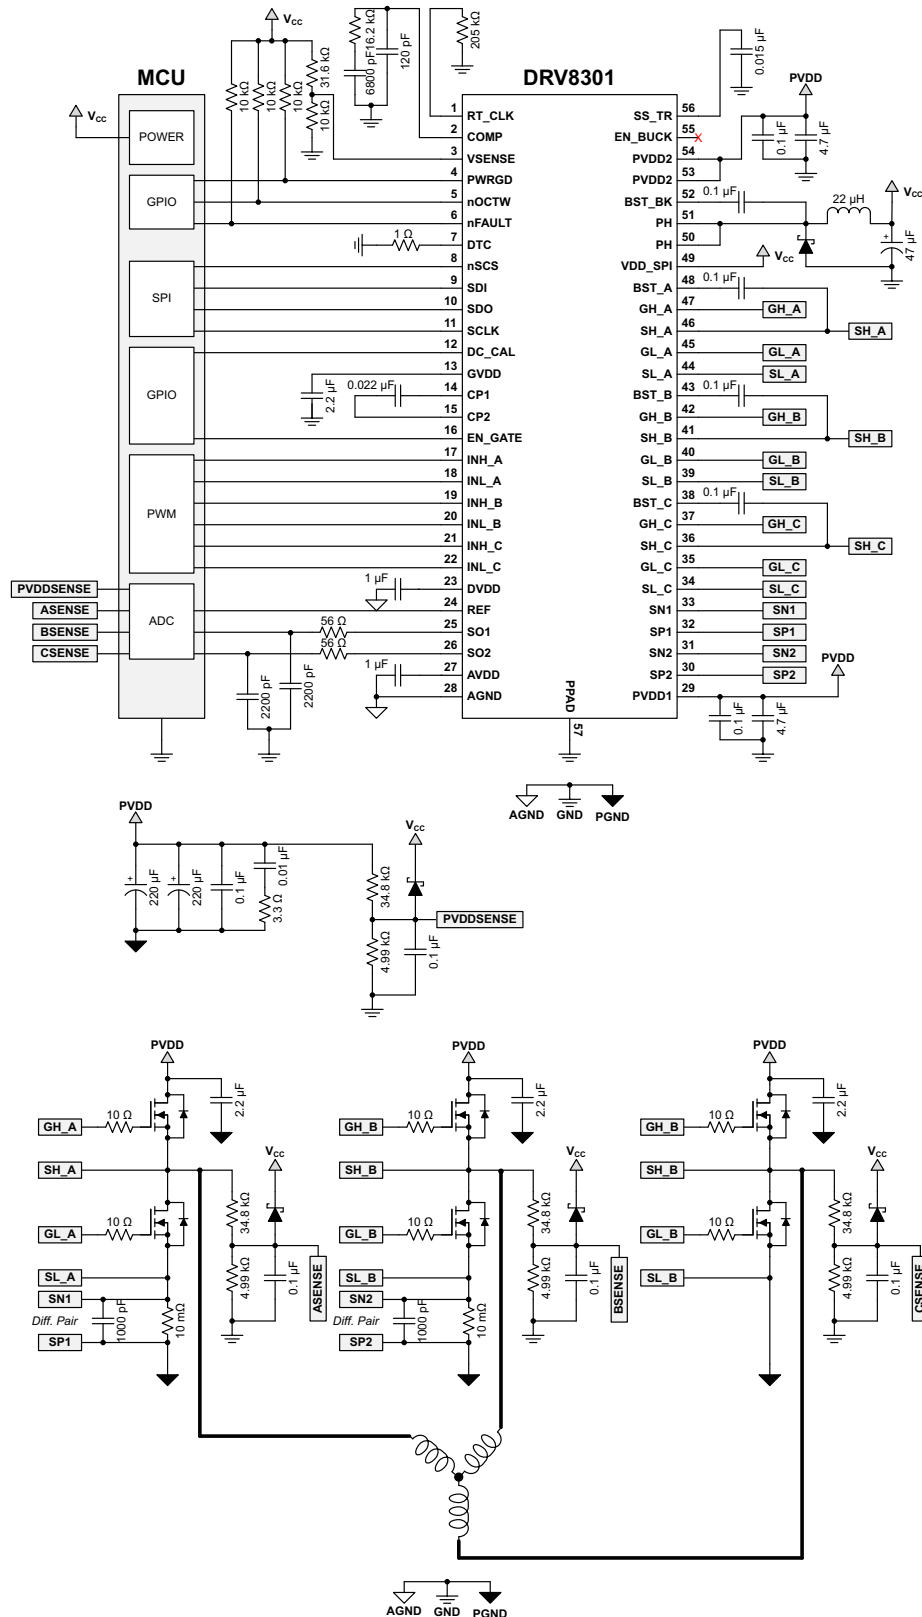 V_CC
16.2 kΩ
6800 pF
120 pF
205 kΩ
0.015 µF
MCU
DRV8301
PVDD
10 kΩ
10 kΩ
10 kΩ
31.6 kΩ
10 kΩ
V_CC
POWER
1 RT_CLK SS_TR 56
2 COMP EN_BUCK 55
3 VSENSE PVDD2 54
0.1 µF
4.7 µF
GPIO
4 PWRGD PVDD2 53
5 nOCTW BST_BK 52
0.1 µF
22 µH
V_CC
6 nFAULT PH 51
1 Ω
7 DTC PH 50
47 µF
+
8 nSCS VDD_SPI 49
V_CC
SPI
9 SDI BST_A 48
0.1 µF
10 SDO GH_A 47
GH_A
11 SCLK SH_A 46
SH_A
12 DC_CAL GL_A 45
GL_A
13 GVDD SL_A 44
SL_A
2.2 µF
0.022 µF
GPIO
14 CP1 BST_B 43
0.1 µF
15 CP2 GH_B 42
GH_B
16 EN_GATE SH_B 41
SH_B
17 INH_A GL_B 40
GL_B
18 INL_A SL_B 39
SL_B
19 INH_B BST_C 38
0.1 µF
PWM
20 INL_B GH_C 37
GH_C
21 INH_C SH_C 36
SH_C
22 INL_C GL_C 35
GL_C
PVDDSENSE
1 µF
23 DVDD SL_C 34
SL_C
ASENSE
ADC
24 REF SN1 33
SN1
BSENSE
56 Ω
25 SO1 SP1 32
SP1
CSENSE
56 Ω
26 SO2 SN2 31
SN2
1 µF
27 AVDD SP2 30
SP2
PVDD
28 AGND PVDD1 29
2200 pF
2200 pF
PPAD
57
0.1 µF
4.7 µF
AGND
GND
PGND
PVDD
V_CC
+
220 µF
+
220 µF
0.1 µF
0.01 µF
3.3 Ω
34.8 kΩ
PVDDSENSE
4.99 kΩ
0.1 µF
PVDD
PVDD
PVDD
2.2 µF
2.2 µF
2.2 µF
GH_A
10 Ω
GH_B
10 Ω
GH_B
10 Ω
SH_A
V_CC
SH_B
V_CC
SH_B
V_CC
34.8 kΩ
34.8 kΩ
34.8 kΩ
GL_A
10 Ω
GL_B
10 Ω
GL_B
10 Ω
SL_A
4.99 kΩ
0.1 µF
ASENSE
SL_B
4.99 kΩ
0.1 µF
BSENSE
SL_B
4.99 kΩ
0.1 µF
CSENSE
SN1
SN2
Diff. Pair
1000 pF
10 mΩ
Diff. Pair
1000 pF
10 mΩ
SP1
SP2
AGND
GND
PGND